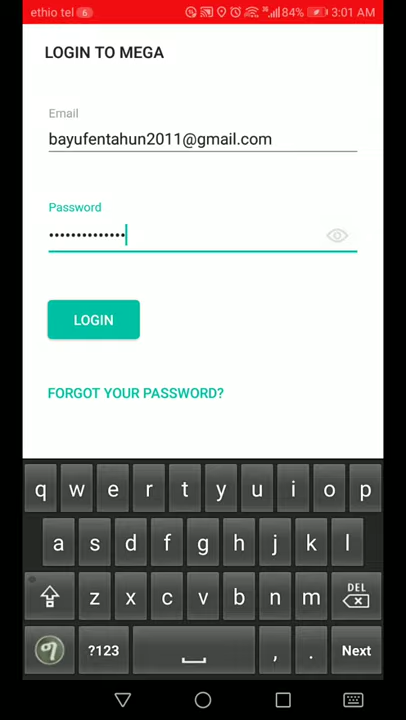 ethio tel 6 84% 3:01 AM
LOGIN TO MEGA
Email
bayufentahun2011@gmail.com
Password
••••••••••••••
LOGIN
FORGOT YOUR PASSWORD?
q w e r t y u i o p
a s d f g h j k l
z x c v b n m DEL
?123 , . Next